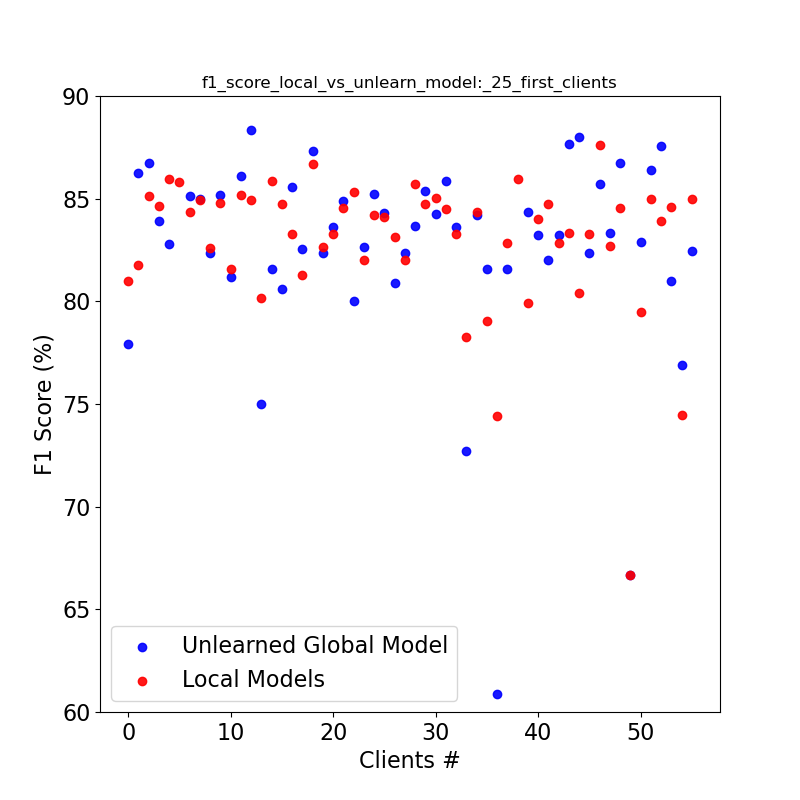 f1_score_local_vs_unlearn_model:_25_first_clients
90
85
80
75
70
65
60
F1 Score (%)
Unlearned Global Model
Local Models
0 10 20 30 40 50
Clients #